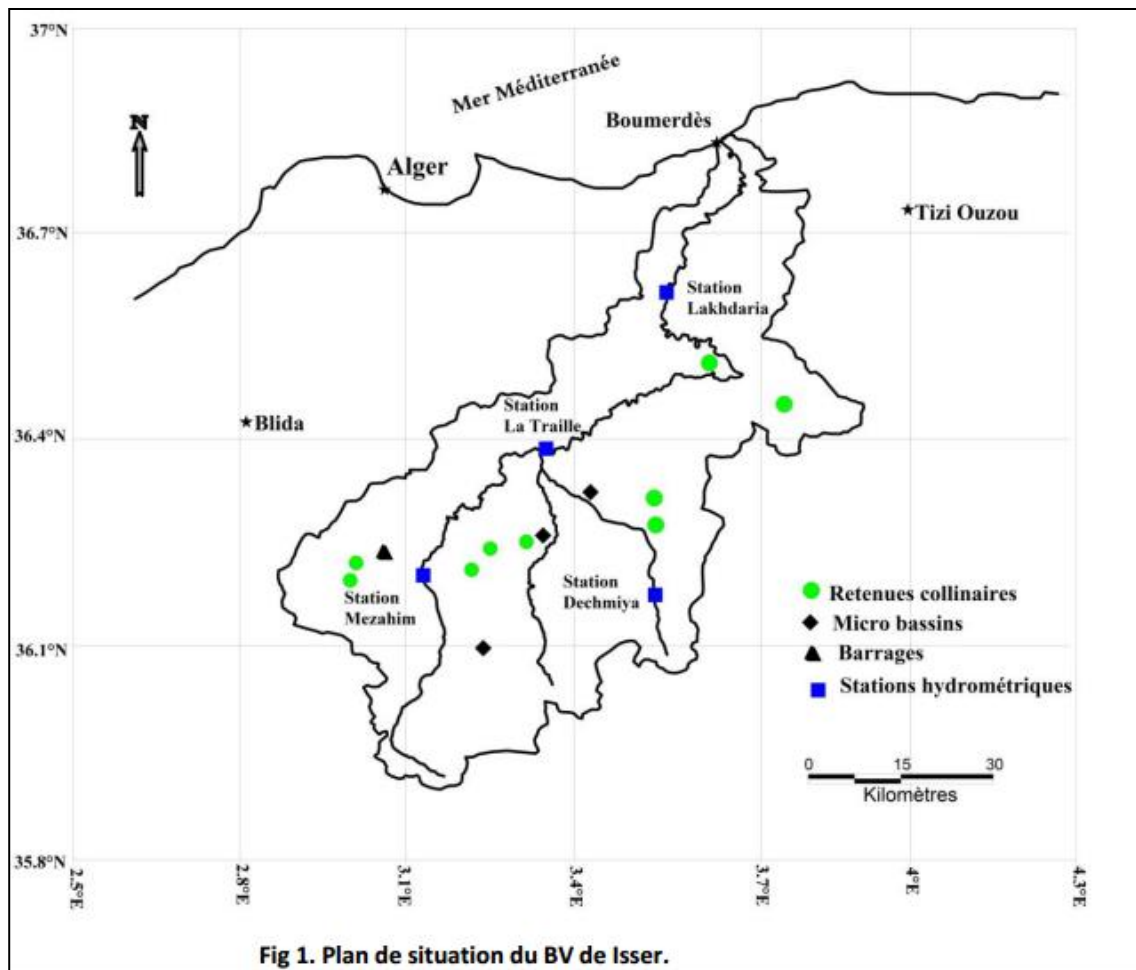 37°N
Mer Méditerranée
Boumerdès
N
Alger
Tizi Ouzou
36.7°N
Station
Lakhdaria
Station
La Traille
Blida
36.4°N
Station
Mezahim
Station
Dechmiya
Retenues collinaires
Micro bassins
36.1°N
Barrages
Stations hydrométriques
0 15 30
Kilomètres
35.8°N
2.5°E 2.8°E 3.1°E 3.4°E 3.7°E 4°E 4.3°E
Fig 1. Plan de situation du BV de Isser.